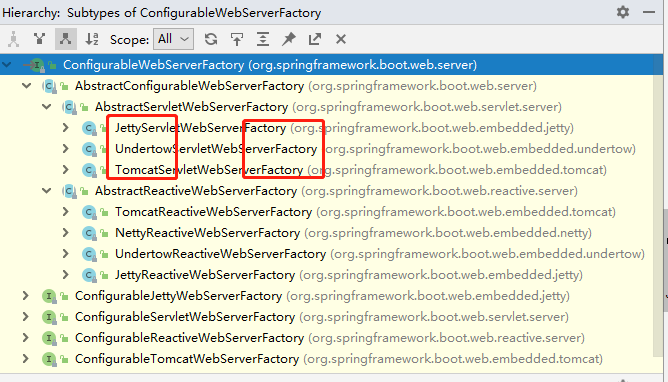 Hierarchy: Subtypes of ConfigurableWebServerFactory
Scope: All
ConfigurableWebServerFactory (org.springframework.boot.web.server)
AbstractConfigurableWebServerFactory (org.springframework.boot.web.server)
AbstractServletWebServerFactory (org.springframework.boot.web.servlet.server)
JettyServletWebServerFactory (org.springframework.boot.web.embedded.jetty)
UndertowServletWebServerFactory (org.springframework.boot.web.embedded.undertow)
TomcatServletWebServerFactory (org.springframework.boot.web.embedded.tomcat)
AbstractReactiveWebServerFactory (org.springframework.boot.web.reactive.server)
TomcatReactiveWebServerFactory (org.springframework.boot.web.embedded.tomcat)
NettyReactiveWebServerFactory (org.springframework.boot.web.embedded.netty)
UndertowReactiveWebServerFactory (org.springframework.boot.web.embedded.undertow)
JettyReactiveWebServerFactory (org.springframework.boot.web.embedded.jetty)
ConfigurableJettyWebServerFactory (org.springframework.boot.web.embedded.jetty)
ConfigurableServletWebServerFactory (org.springframework.boot.web.servlet.server)
ConfigurableReactiveWebServerFactory (org.springframework.boot.web.reactive.server)
ConfigurableTomcatWebServerFactory (org.springframework.boot.web.embedded.tomcat)